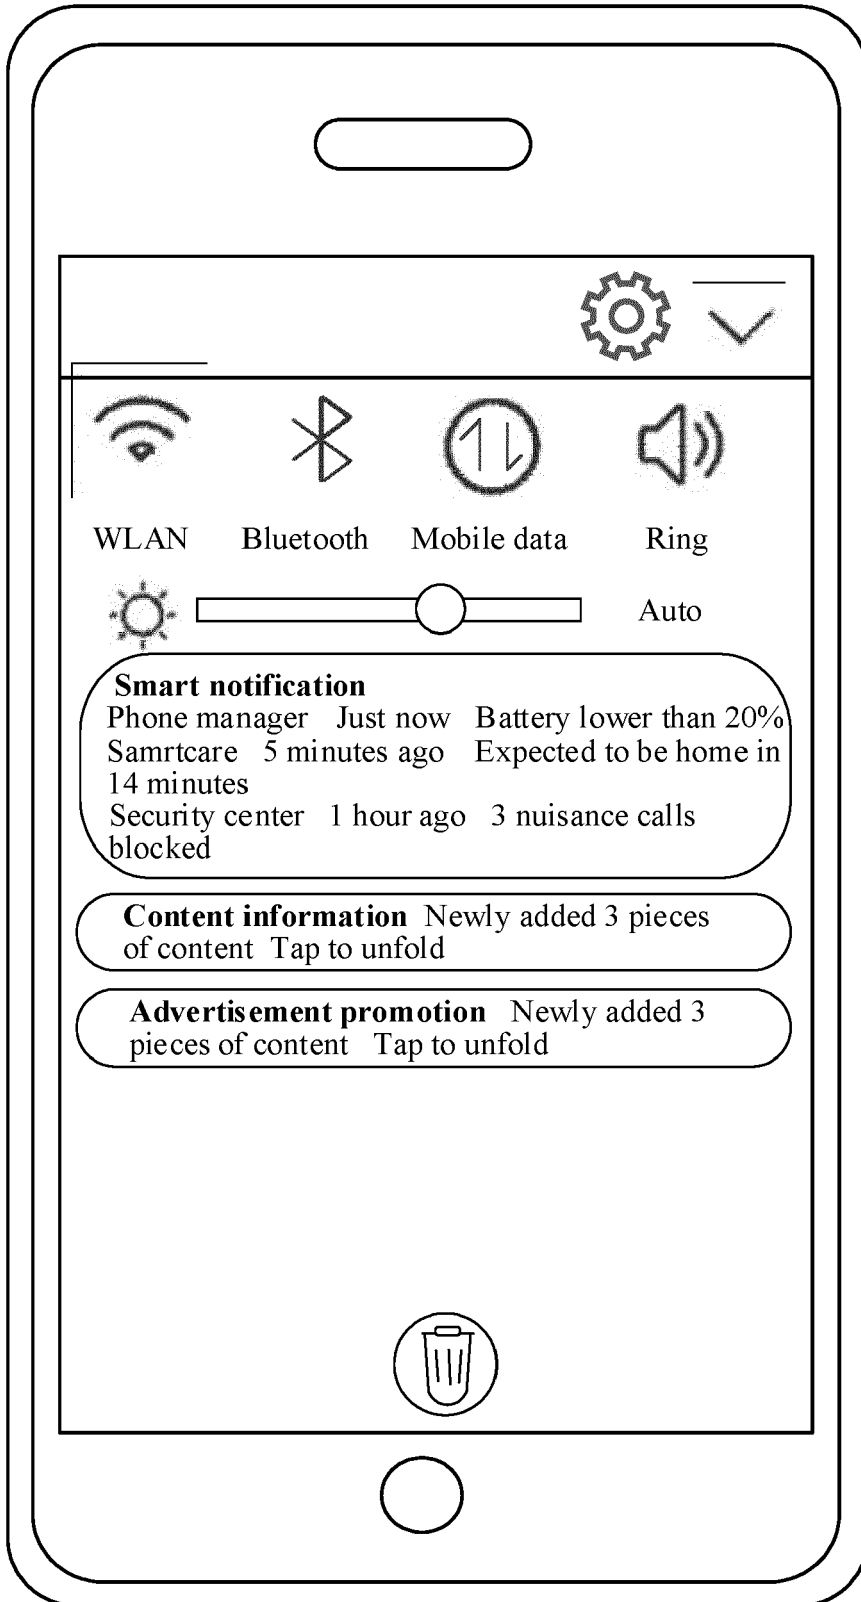 WLAN Bluetooth Mobile data Ring
Auto
Smart notification
Phone manager Just now Battery lower than 20%
Samrtcare 5 minutes ago Expected to be home in
14 minutes
Security center 1 hour ago 3 nuisance calls
blocked
Content information Newly added 3 pieces
of content Tap to unfold
Advertisement promotion Newly added 3
pieces of content Tap to unfold